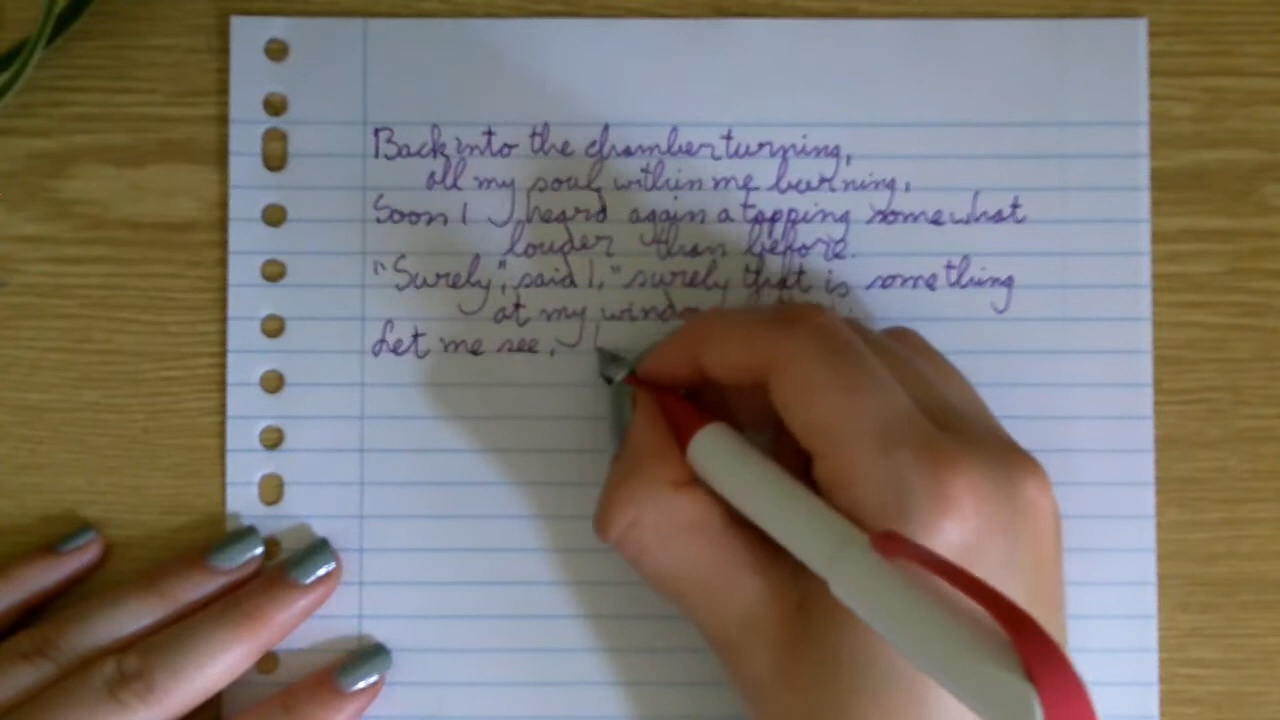 Back into the chamber turning,
all my soul within me burning,
Soon I heard again a tapping somewhat
louder than before.
"Surely", said I, "surely that is something
at my window
Let me see,